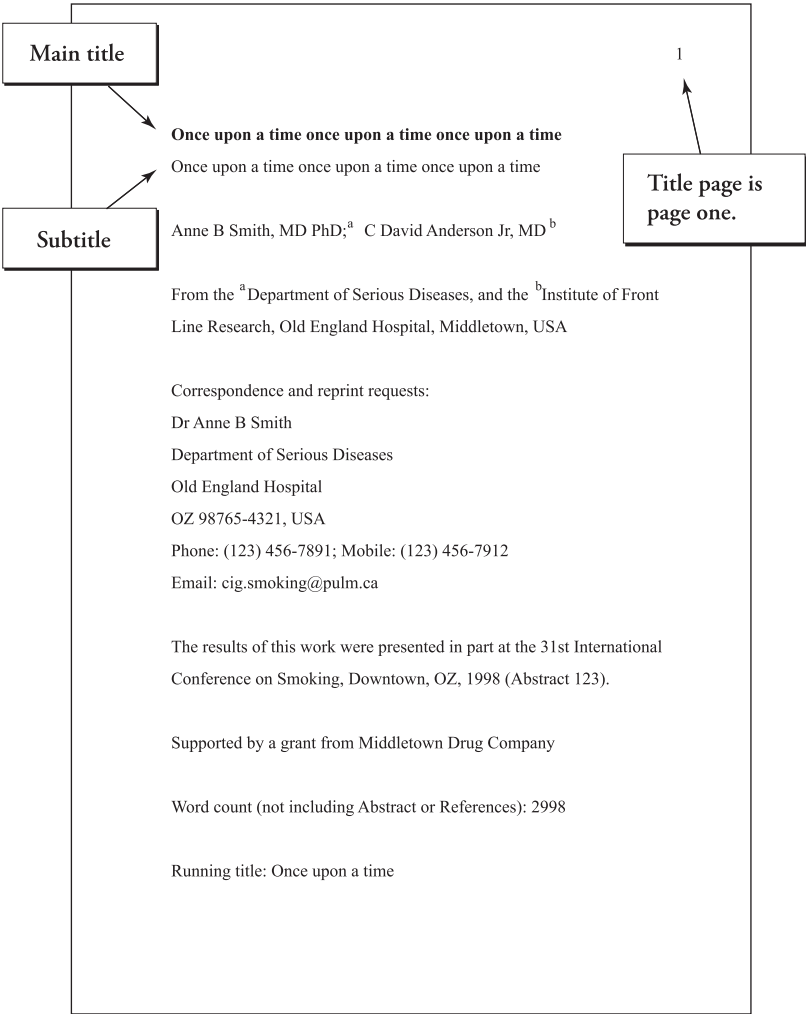 Main title
1
Once upon a time once upon a time once upon a time
Once upon a time once upon a time once upon a time
Title page is
page one.
Subtitle
Anne B Smith, MD PhD;a C David Anderson Jr, MD b
From the aDepartment of Serious Diseases, and the bInstitute of Front
Line Research, Old England Hospital, Middletown, USA
Correspondence and reprint requests:
Dr Anne B Smith
Department of Serious Diseases
Old England Hospital
OZ 98765-4321, USA
Phone: (123) 456-7891; Mobile: (123) 456-7912
Email: cig.smoking@pulm.ca
The results of this work were presented in part at the 31st International
Conference on Smoking, Downtown, OZ, 1998 (Abstract 123).
Supported by a grant from Middletown Drug Company
Word count (not including Abstract or References): 2998
Running title: Once upon a time